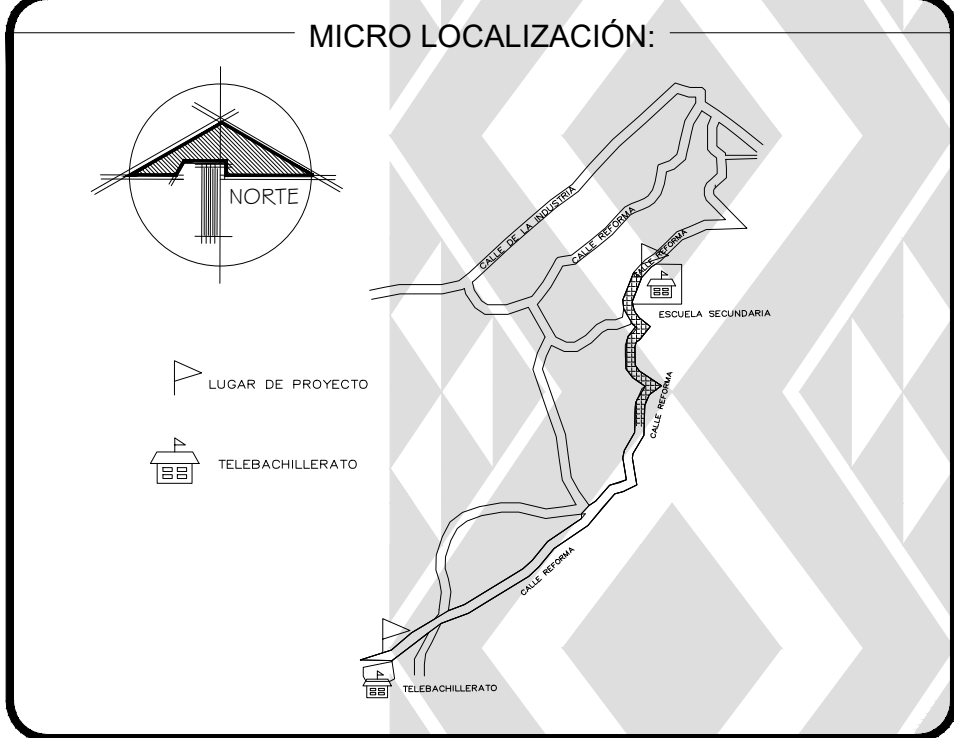 MICRO LOCALIZACIÓN:
NORTE
CALLE DE LA INDUSTRIA
CALLE REFORMA
CALLE REFORMA
ESCUELA SECUNDARIA
LUGAR DE PROYECTO
CALLE REFORMA
TELEBACHILLERATO
CALLE REFORMA
TELEBACHILLERATO